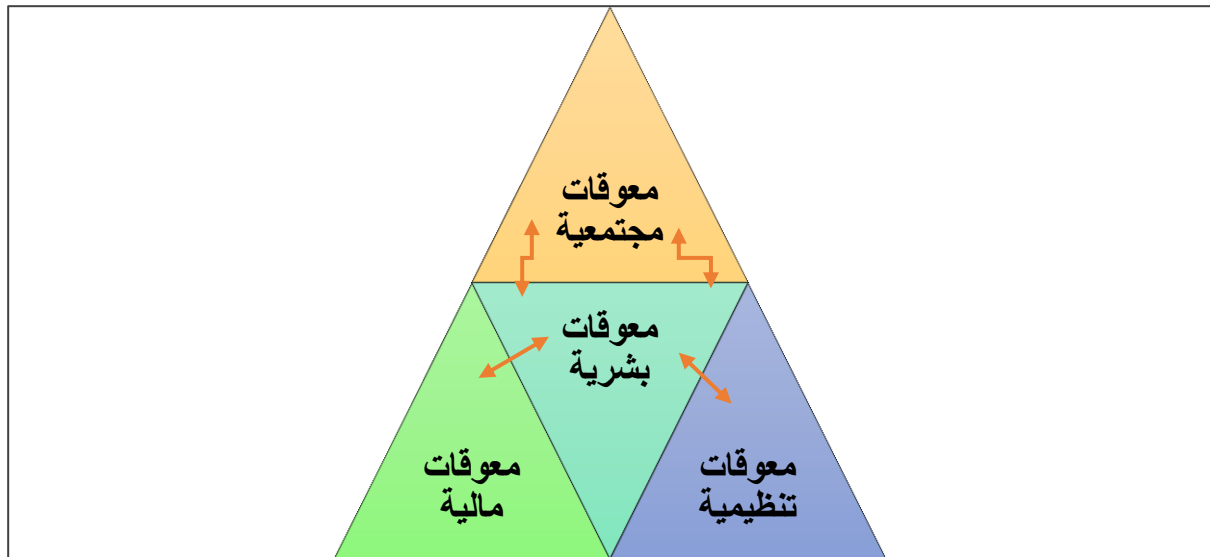 معوقات
مجتمعية
معوقات
بشرية
معوقات
تنظيمية
معوقات
مالية